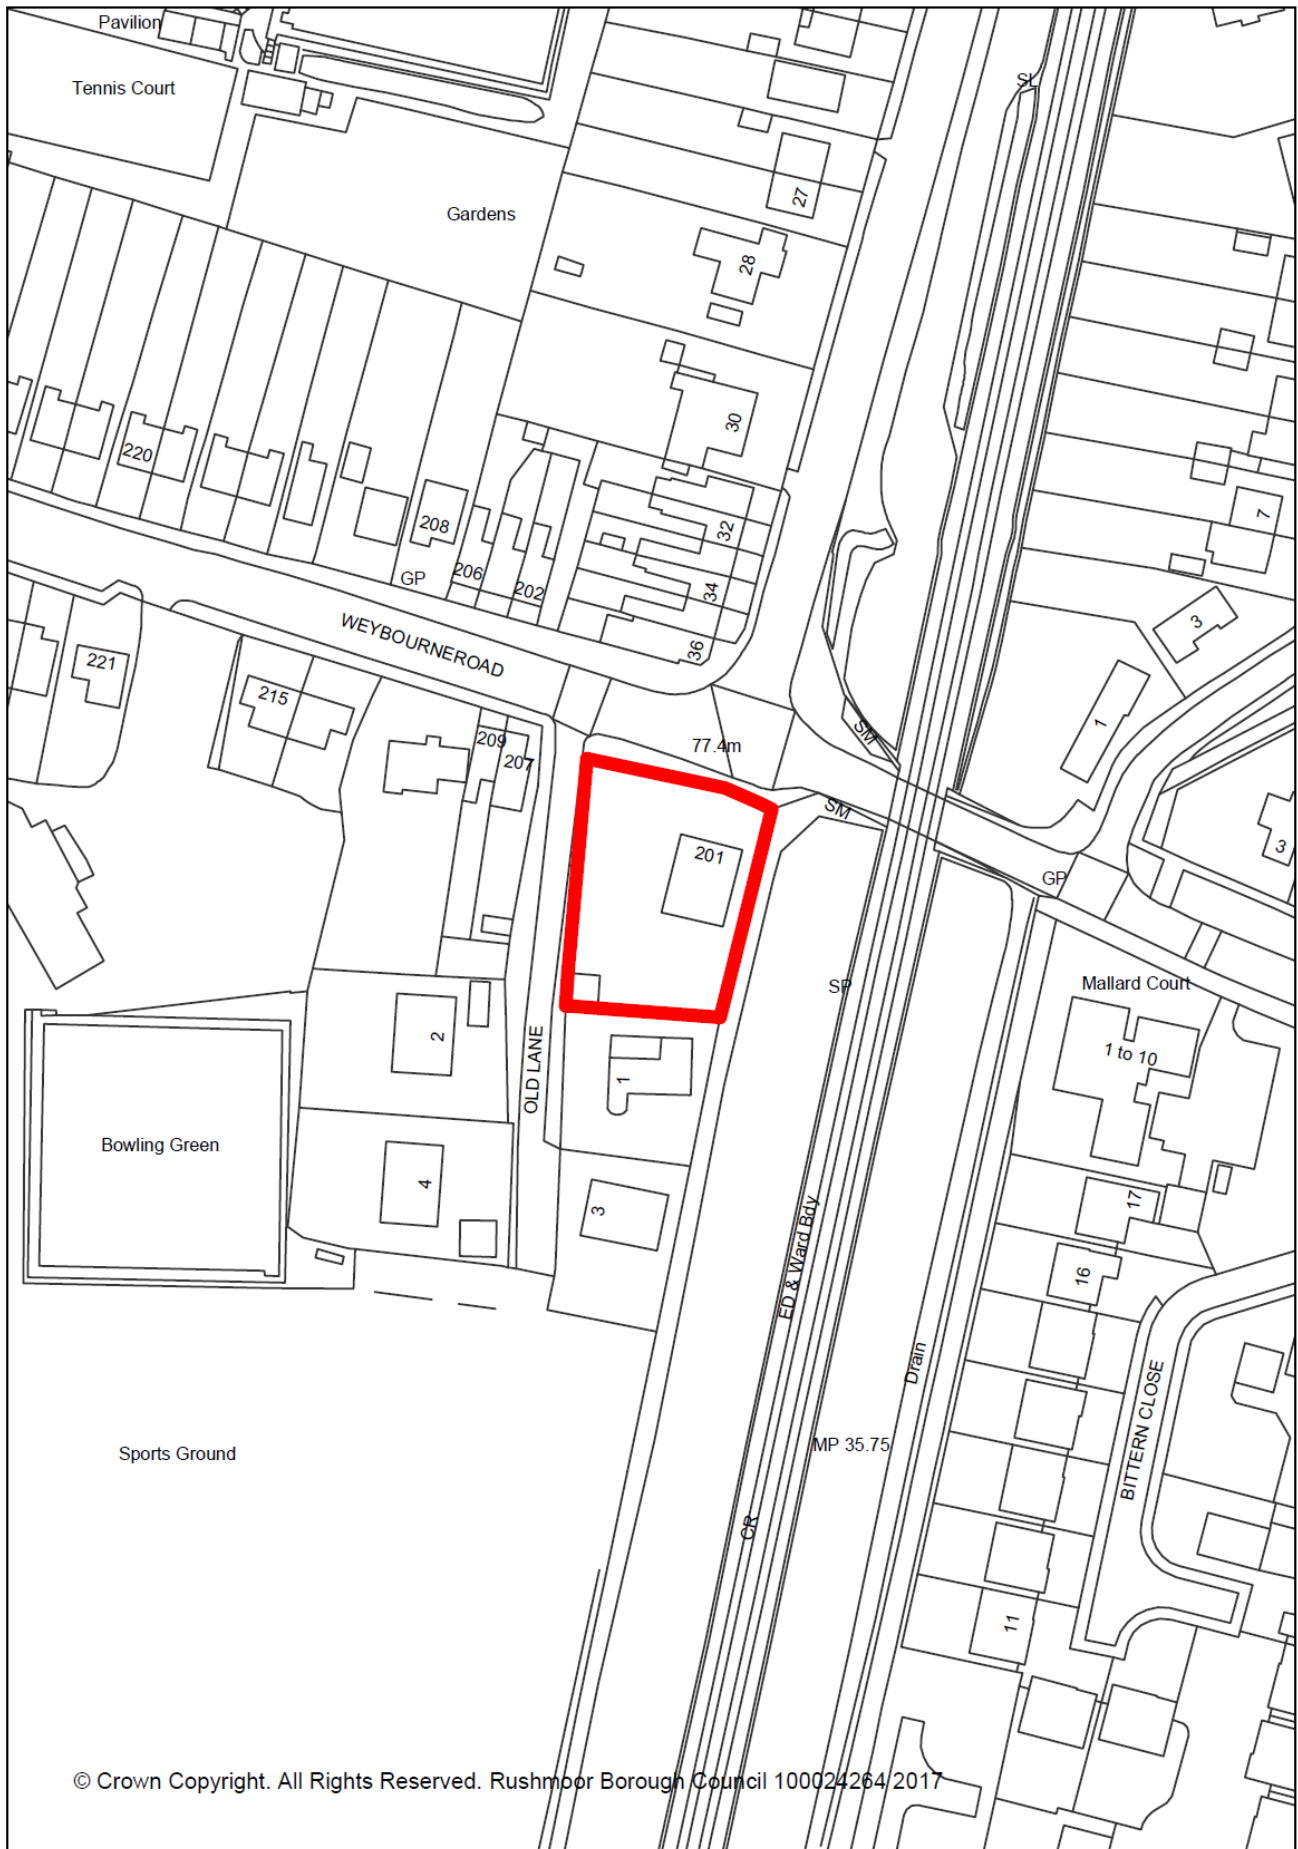 Pavilion
SL
Tennis Court
27
Gardens
28
30
220
208
32
7
GP
206
202
34
3
WEYBOURNEROAD
36
221
215
1
209
207
77.4m
SM
SM
201
3
GP
SP
Mallard Court
2
1 to 10
OLD LANE
1
Bowling Green
4
17
3
ED & Ward Bdy
16
Drain
BITTERN CLOSE
MP 35.75
Sports Ground
CR
11
© Crown Copyright. All Rights Reserved. Rushmoor Borough Council 100024264 2017